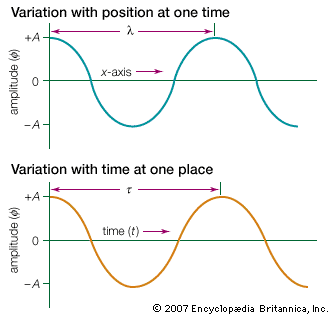 Variation with position at one time
λ
+A
x-axis
0
amplitude (ϕ)
−A
Variation with time at one place
τ
+A
time (t)
0
amplitude (ϕ)
−A
© 2007 Encyclopædia Britannica, Inc.